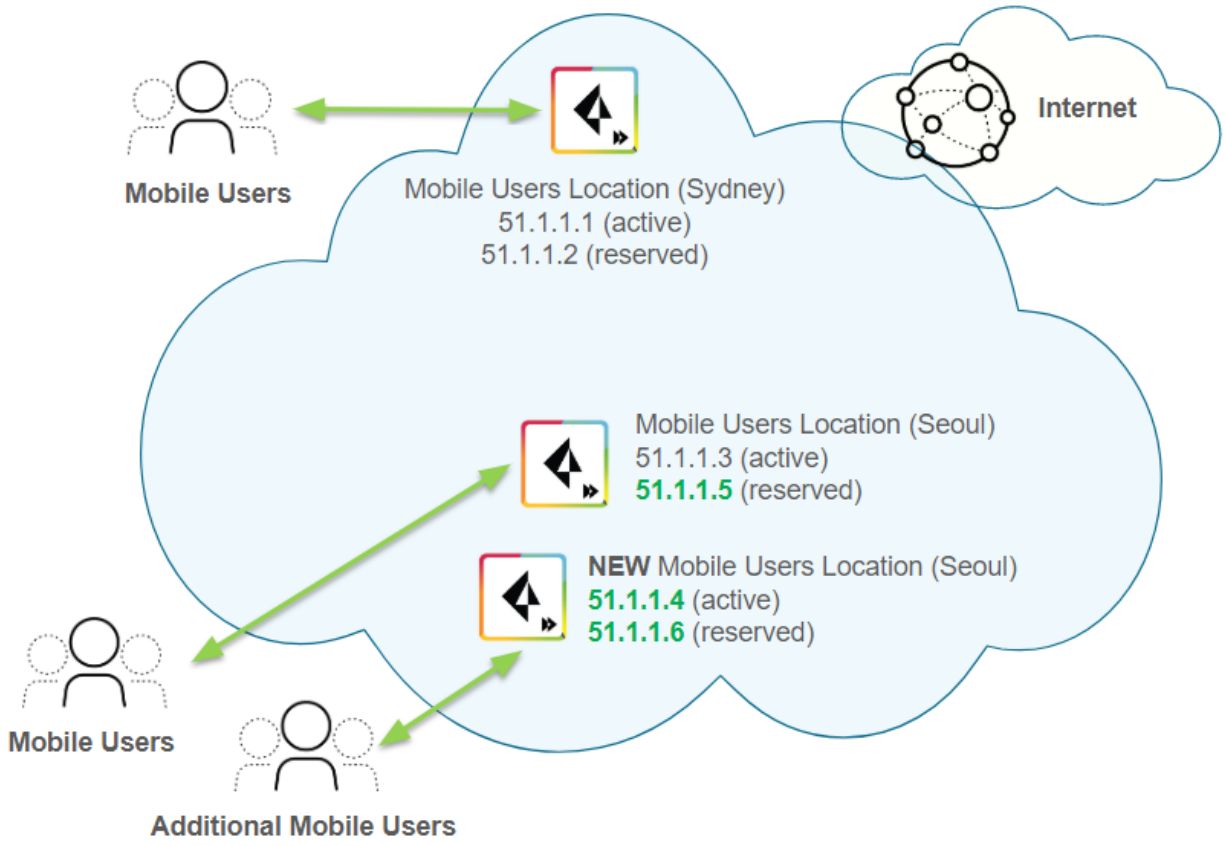 Internet
Mobile Users
Mobile Users Location (Sydney)
51.1.1.1 (active)
51.1.1.2 (reserved)
Mobile Users Location (Seoul)
51.1.1.3 (active)
51.1.1.5 (reserved)
NEW Mobile Users Location (Seoul)
51.1.1.4 (active)
51.1.1.6 (reserved)
Mobile Users
Additional Mobile Users